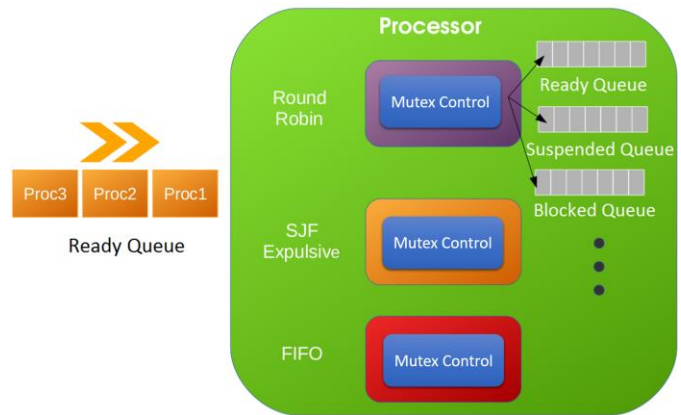 Processor
Round
Robin
Mutex Control
Ready Queue
Suspended Queue
Blocked Queue
Proc3
Proc2
Proc1
Ready Queue
SJF
Expulsive
Mutex Control
FIFO
Mutex Control